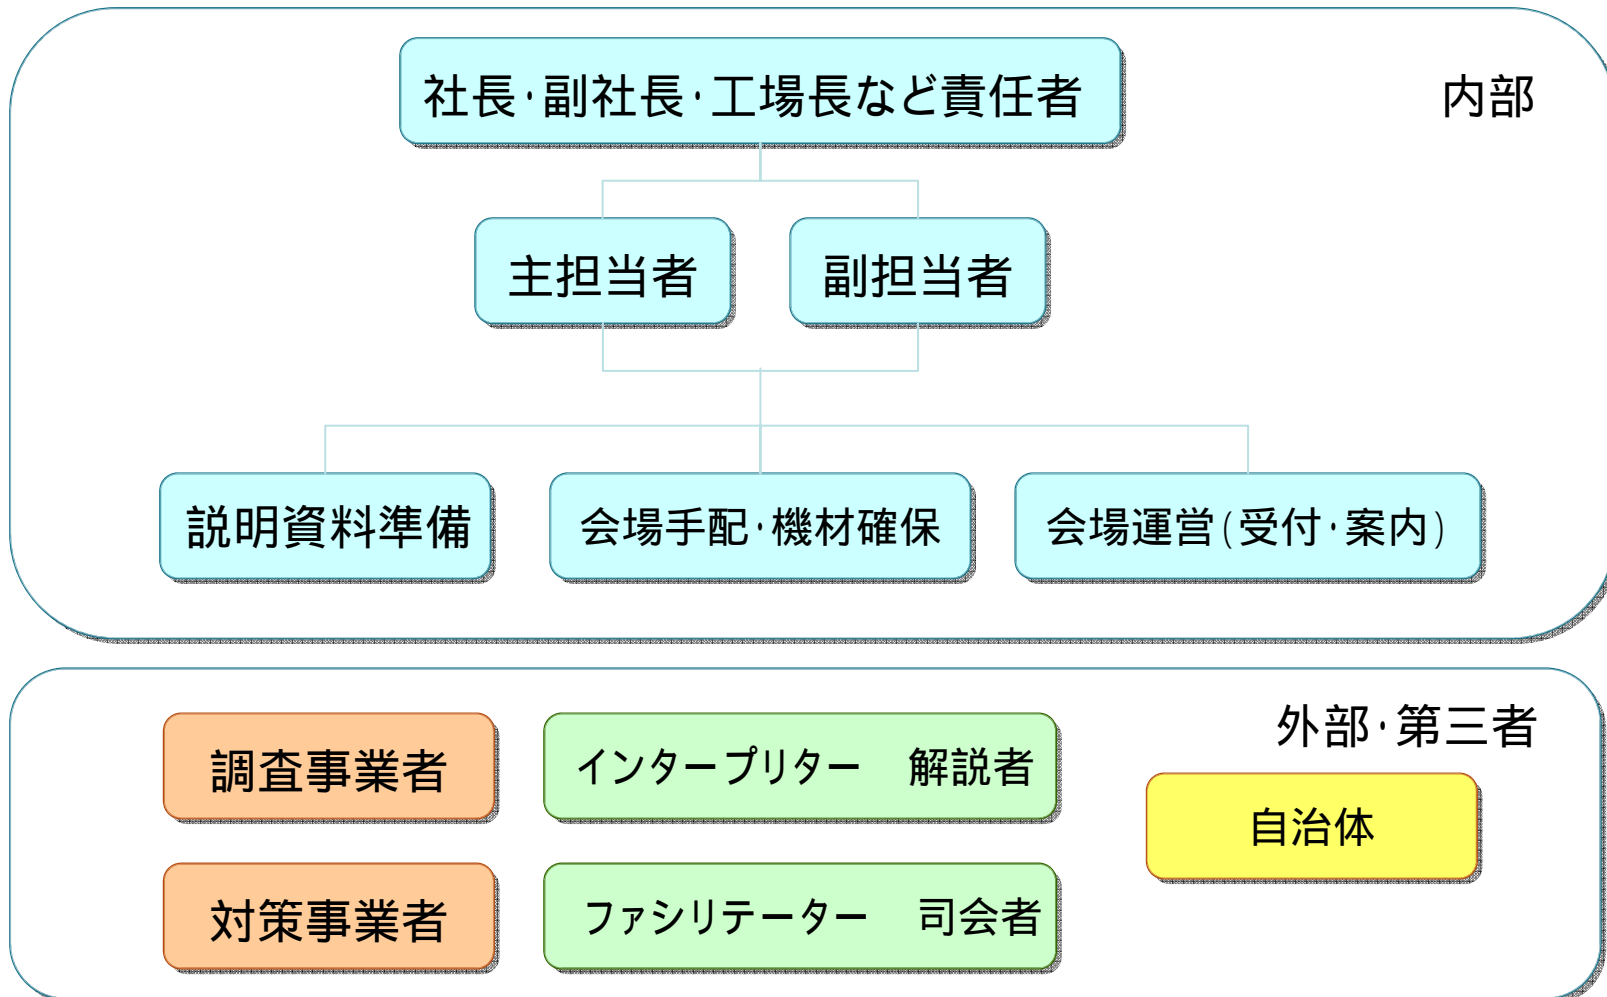 社長・副社長・工場長など責任者
内部
主担当者
副担当者
説明資料準備
会場手配・機材確保
会場運営(受付・案内)
外部・第三者
調査事業者
インタープリター　解説者
自治体
対策事業者
ファシリテーター　司会者